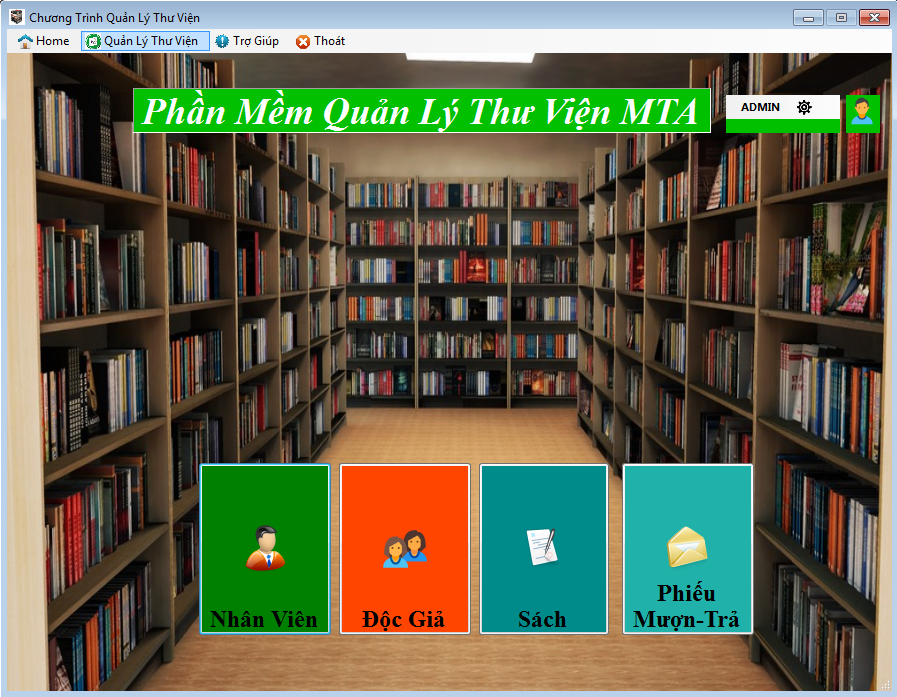 Chương Trình Quản Lý Thư Viện
Home Quản Lý Thư Viện Trợ Giúp Thoát
Phần Mềm Quản Lý Thư Viện MTA
ADMIN
Nhân Viên
Độc Giả
Sách
Phiếu
Mượn-Trả